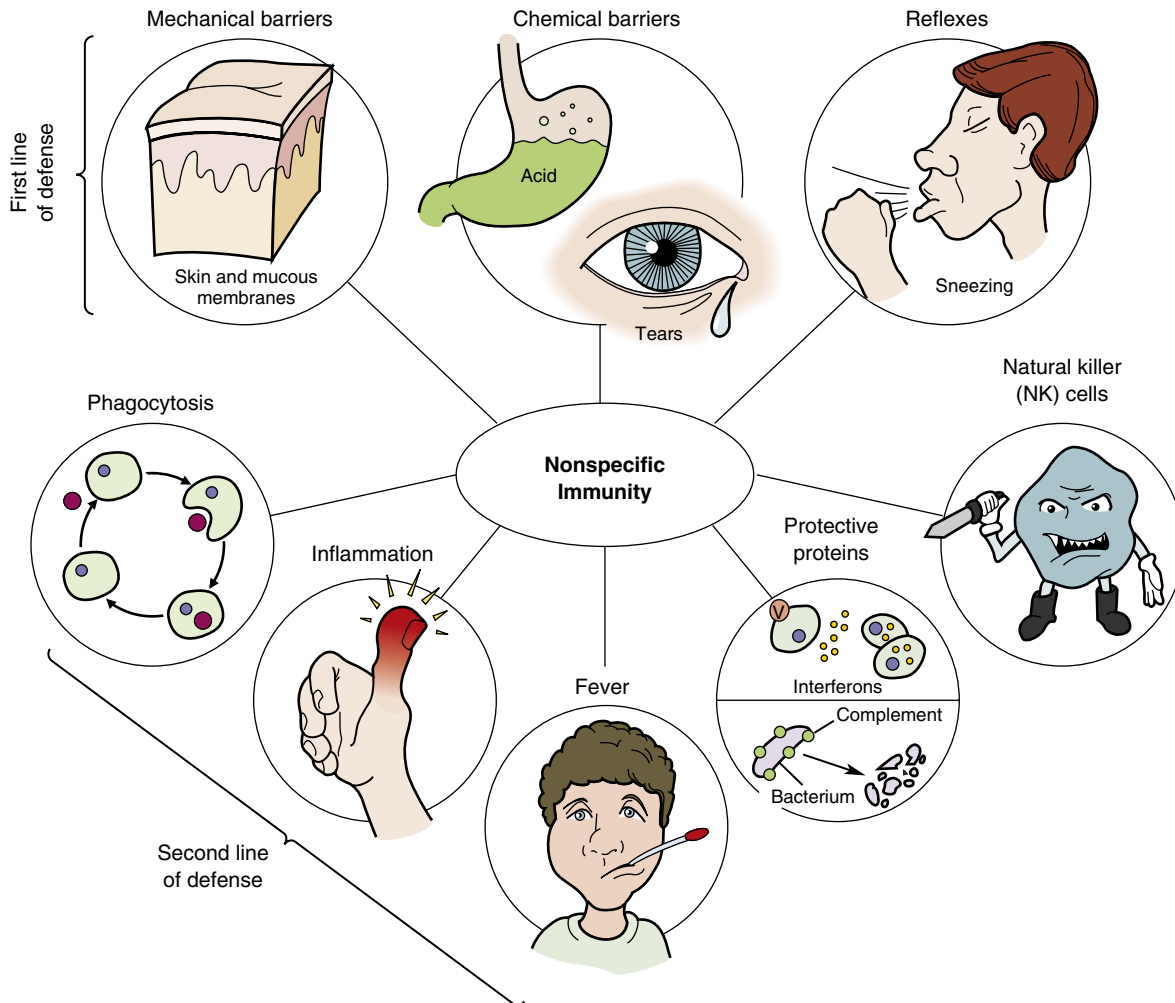 Mechanical barriers
Chemical barriers
Reflexes
First line
of defense
Skin and mucous
membranes
Acid
Tears
Sneezing
Nonspecific
Immunity
Phagocytosis
Inflammation
Fever
Protective
proteins
V
Interferons
Complement
Bacterium
Natural killer
(NK) cells
Second line
of defense